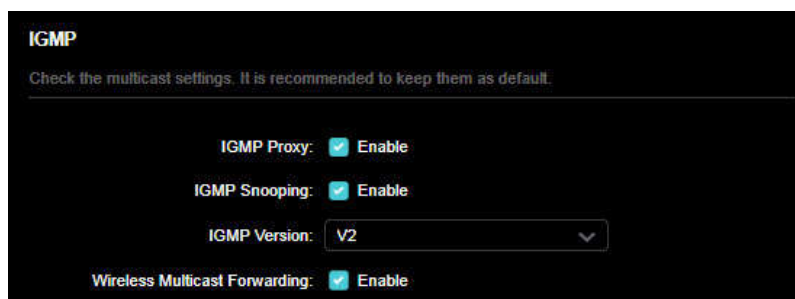 IGMP
Check the multicast settings. It is recommended to keep them as default.
IGMP Proxy: Enable
IGMP Snooping: Enable
IGMP Version: V2
Wireless Multicast Forwarding: Enable